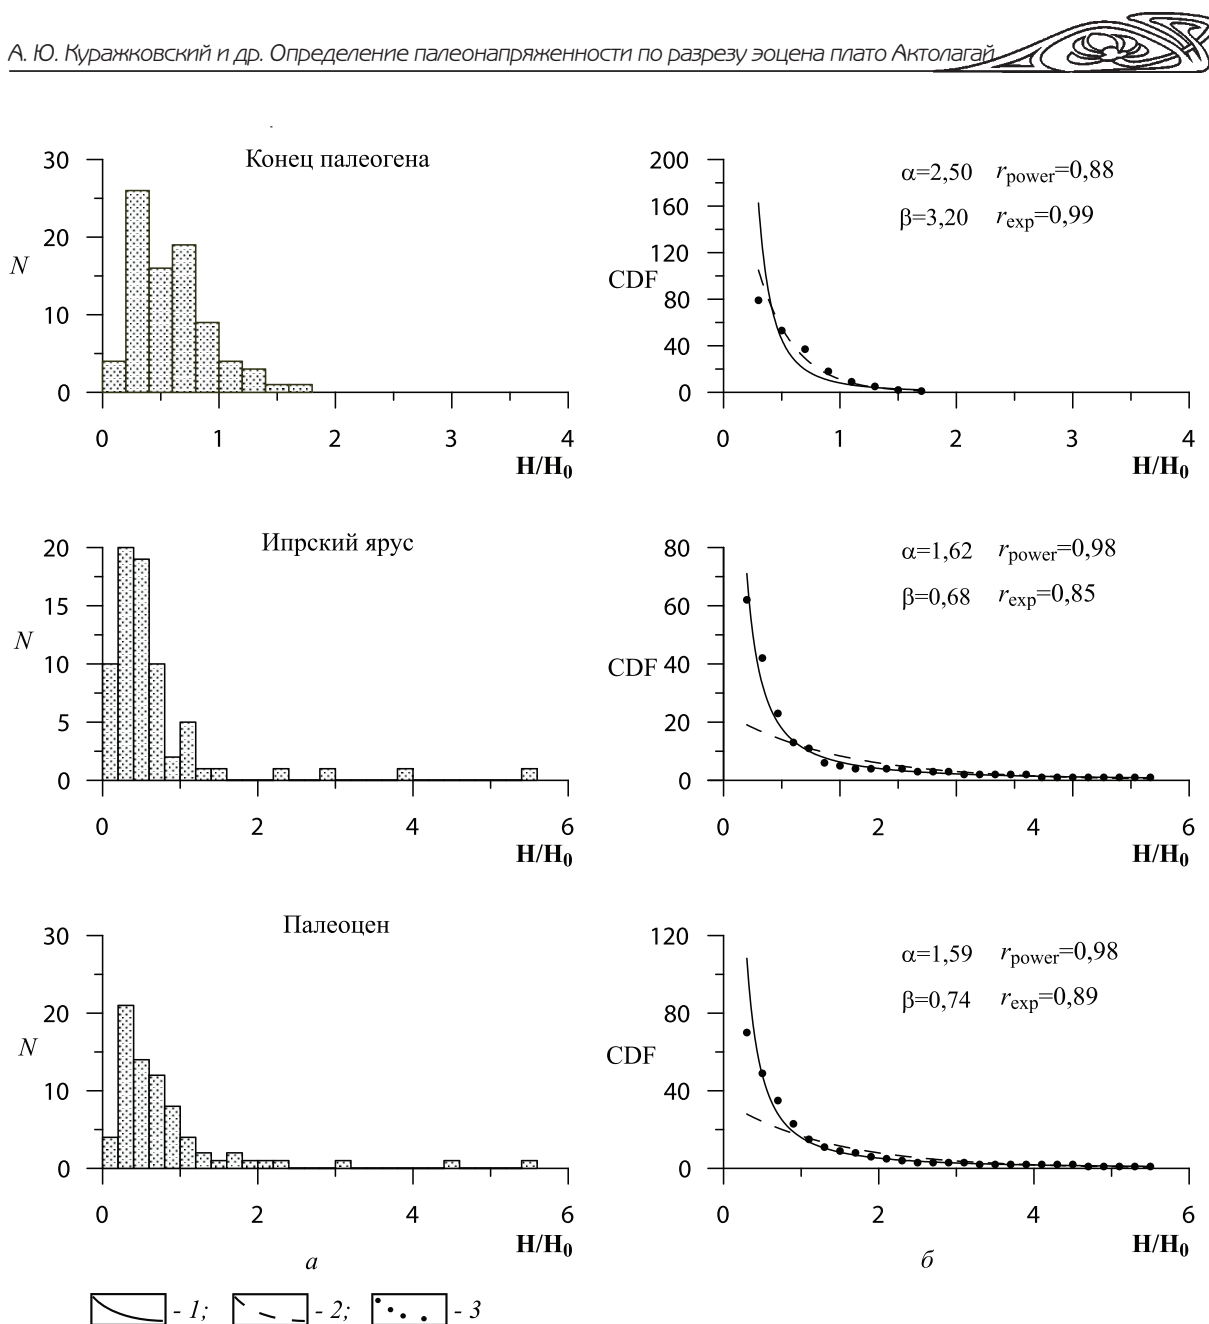 А. Ю. Куражковский и др. Определение палеонапряженности по разрезу эоцена плато Актолагай
Конец палеогена
30
20
10
0
N
0 1 2 3 4
H/H0
200
160
120
80
40
0
CDF
α=2,50 rpower=0,88
β=3,20 rexp=0,99
0 1 2 3 4
H/H0
Ипрский ярус
20
15
10
5
0
N
0 2 4 6
H/H0
80
60
40
20
0
CDF
α=1,62 rpower=0,98
β=0,68 rexp=0,85
0 2 4 6
H/H0
Палеоцен
30
20
10
0
N
0 2 4 6
H/H0
а
120
80
40
0
CDF
α=1,59 rpower=0,98
β=0,74 rexp=0,89
0 2 4 6
H/H0
б
- 1; - 2; - 3